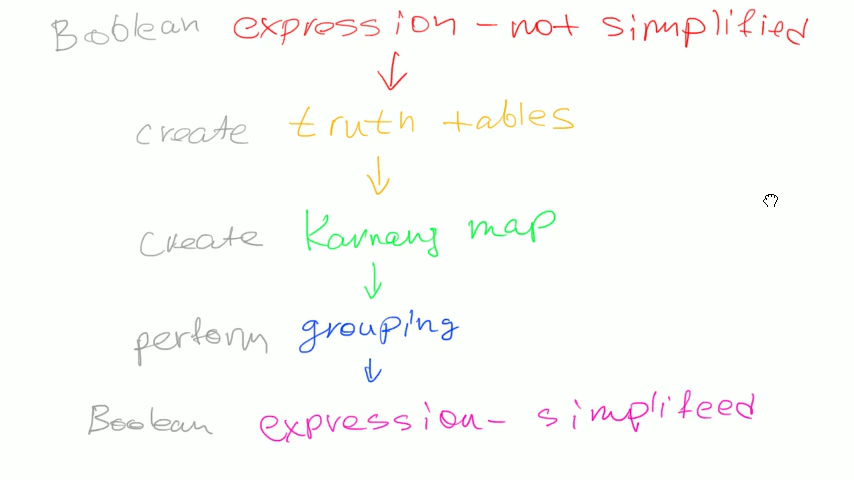 Boolean expression - not simplified
create truth tables
Create Karnaug map
perform grouping
Boolean expression - simplifeed